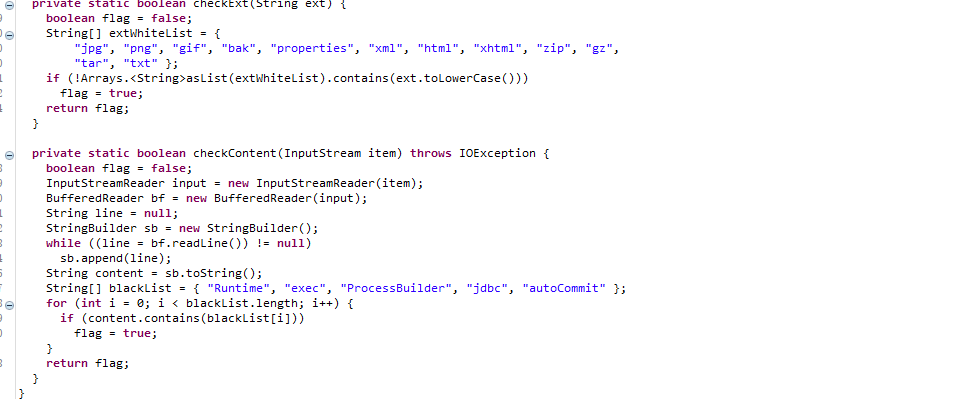 private static boolean checkExt(String ext) {
boolean flag = false;
String[] extWhiteList = {
"jpg", "png", "gif", "bak", "properties", "xml", "html", "xhtml", "zip", "gz",
"tar", "txt" };
if (!Arrays.<String>asList(extWhiteList).contains(ext.toLowerCase()))
flag = true;
return flag;
}
private static boolean checkContent(InputStream item) throws IOException {
boolean flag = false;
InputStreamReader input = new InputStreamReader(item);
BufferedReader bf = new BufferedReader(input);
String line = null;
StringBuilder sb = new StringBuilder();
while ((line = bf.readLine()) != null)
sb.append(line);
String content = sb.toString();
String[] blackList = { "Runtime", "exec", "ProcessBuilder", "jdbc", "autoCommit" };
for (int i = 0; i < blackList.length; i++) {
if (content.contains(blackList[i]))
flag = true;
}
return flag;
}
}